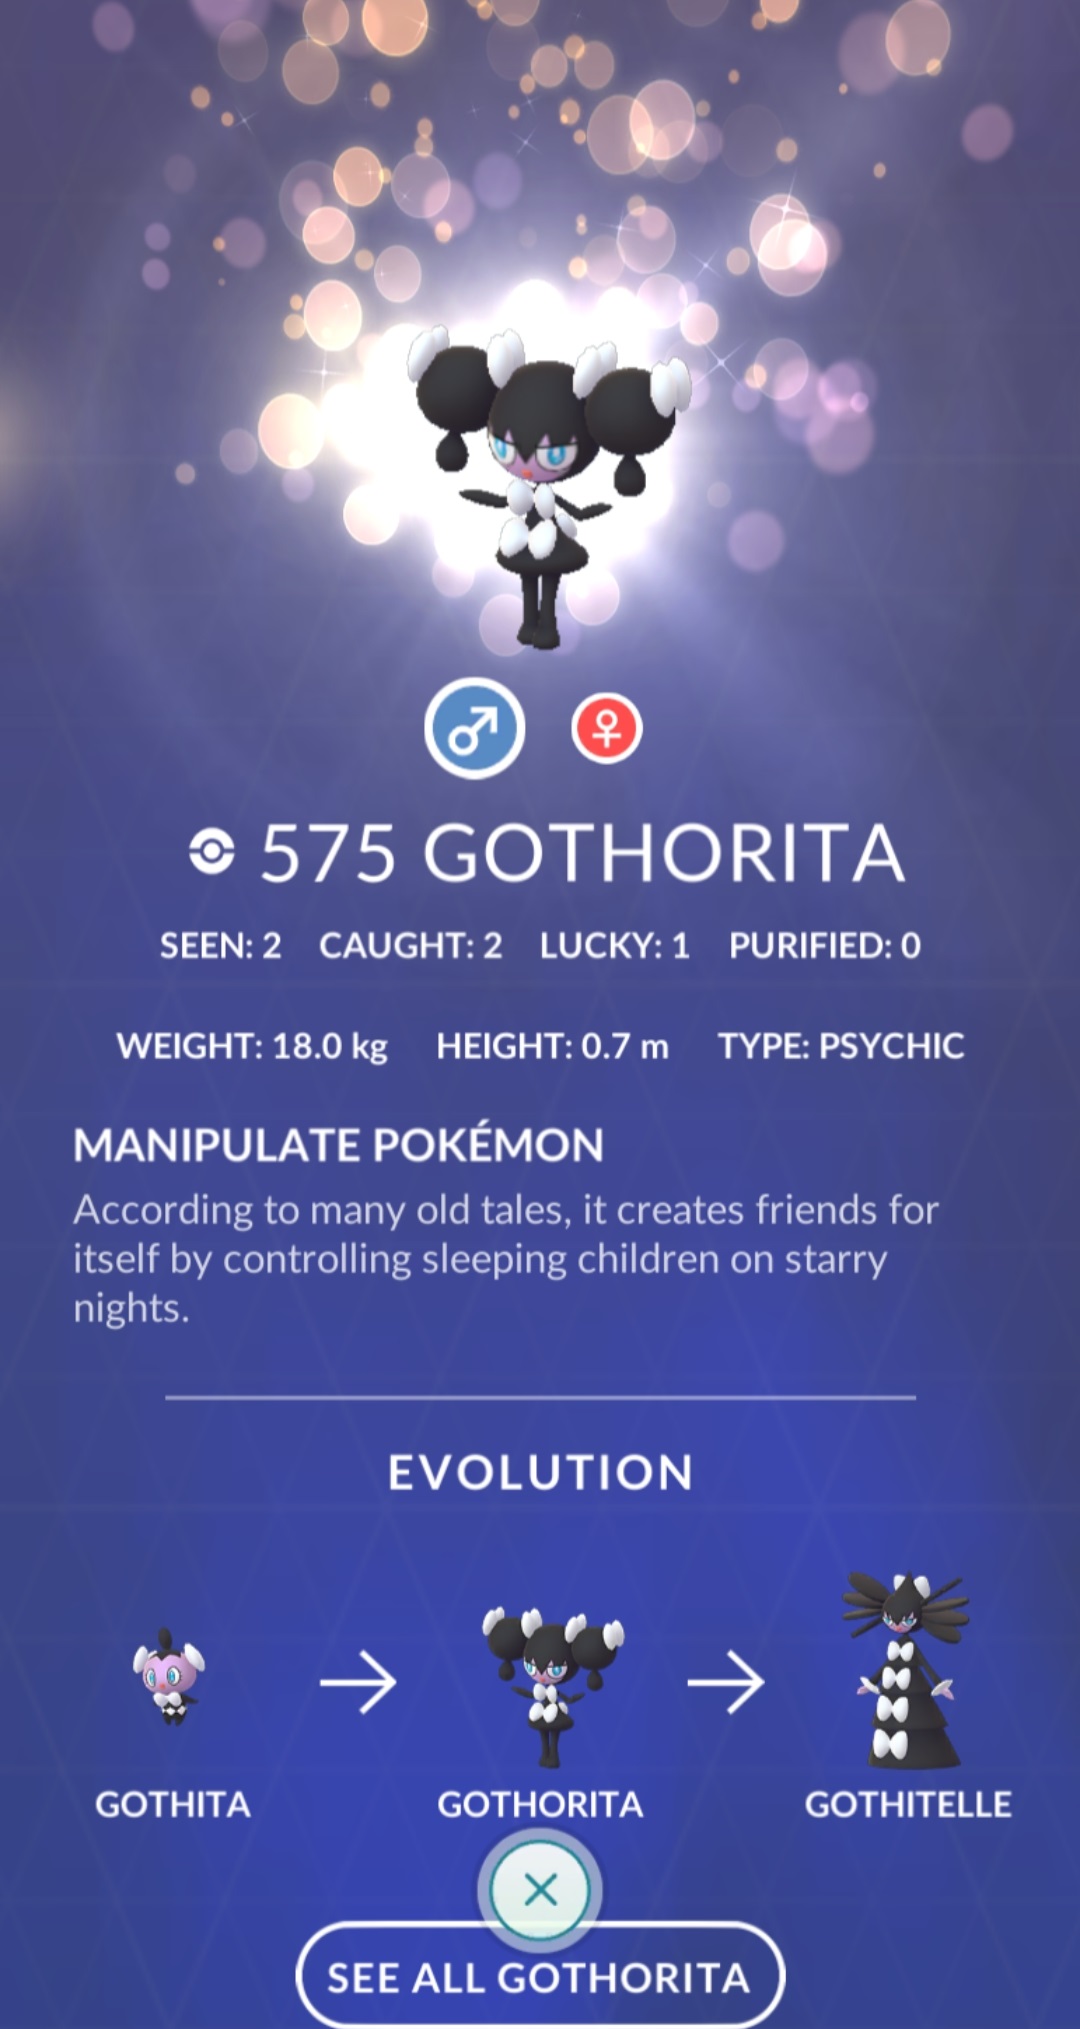 575 GOTHORITA
SEEN: 2 CAUGHT: 2 LUCKY: 1 PURIFIED: 0
WEIGHT: 18.0 kg HEIGHT: 0.7 m TYPE: PSYCHIC
MANIPULATE POKÉMON
According to many old tales, it creates friends for
itself by controlling sleeping children on starry
nights.
EVOLUTION
GOTHITA GOTHORITA GOTHITELLE
SEE ALL GOTHORITA